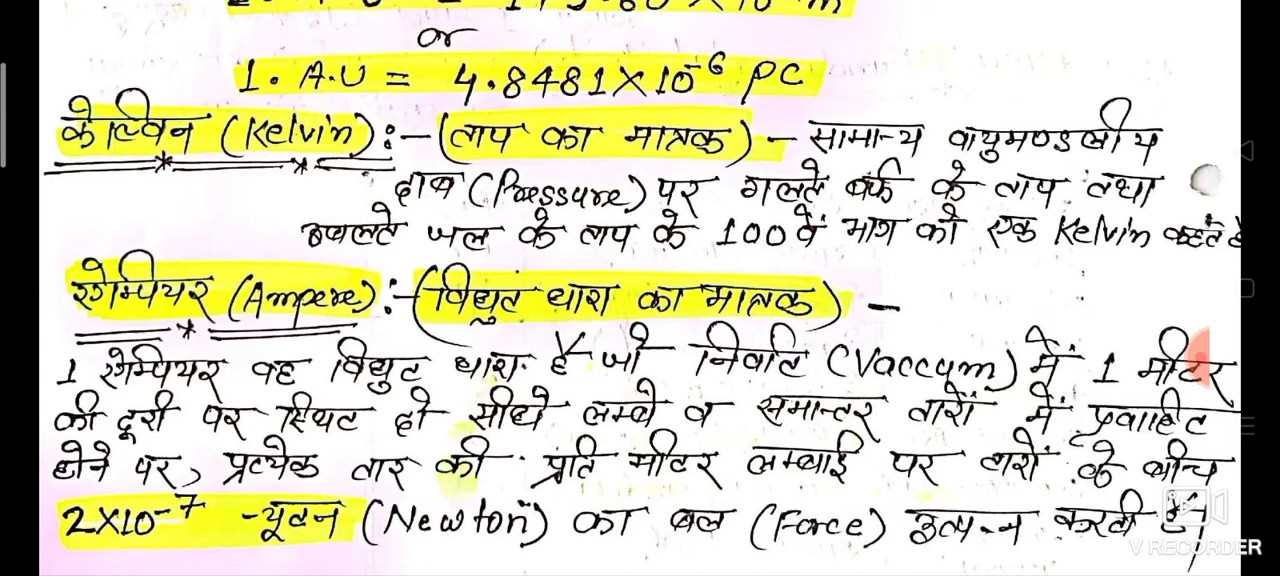 or
1. A.U = 4.8481×10⁻⁶ PC
केल्विन (Kelvin) :- (ताप का मात्रक) - सामान्य वायुमण्डलीय
दाब (Pressure) पर गलते बर्फ के ताप तथा
उबलते जल के ताप के 100 वें भाग को एक Kelvin कहते है
ऐम्पियर (Ampere) :- (विद्युत धारा का मात्रक) -
1 ऐम्पियर वह विद्युत धारा है जो निर्वात (Vaccum) में 1 मीटर
की दूरी पर स्थित दो सीधे लम्बे व समान्तर तारों में प्रवाहित
होने पर, प्रत्येक तार की प्रति मीटर लम्बाई पर तारों के बीच
2×10⁻⁷ न्यूटन (Newton) का बल (Force) उत्पन्न करती है
V RECORDER